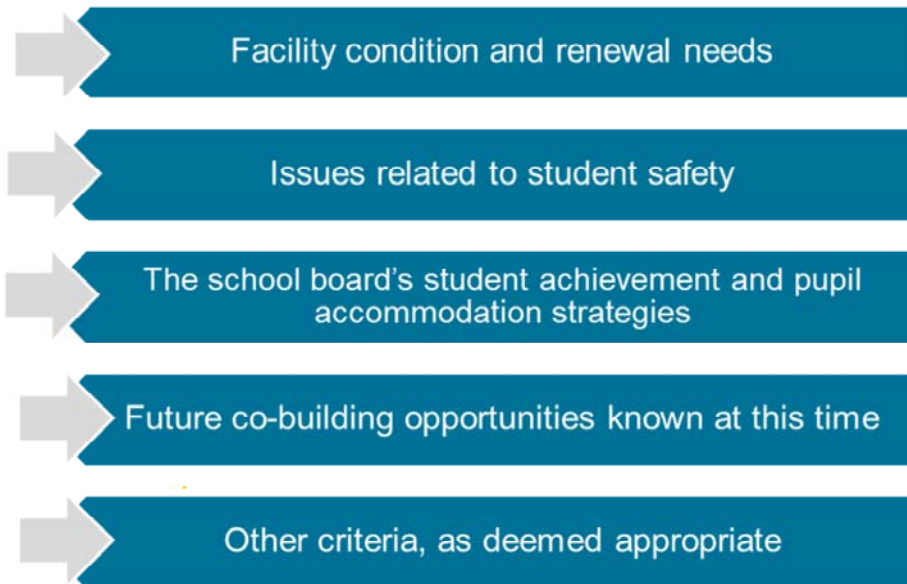 Facility condition and renewal needs
Issues related to student safety
The school board's student achievement and pupil
accommodation strategies
Future co-building opportunities known at this time
Other criteria, as deemed appropriate